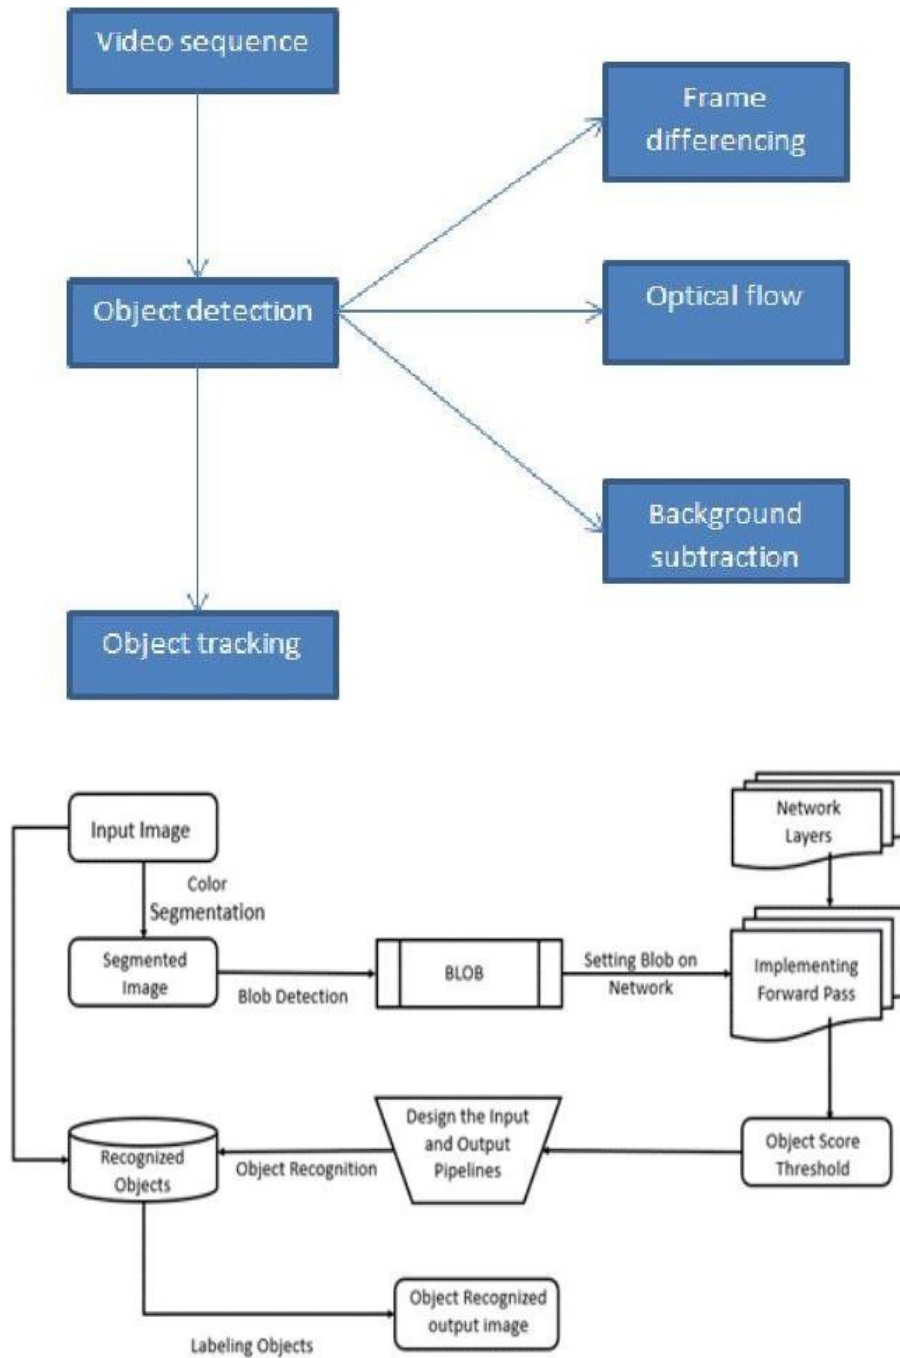 Video sequence
Frame
differencing
Object detection
Optical flow
Background
subtraction
Object tracking
Input Image
Network
Layers
Color
Segmentation
Segmented
Image
Blob Detection
BLOB
Setting Blob on
Network
Implementing
Forward Pass
Recognized
Objects
Object Recognition
Design the Input
and Output
Pipelines
Object Score
Threshold
Object Recognized
output image
Labeling Objects